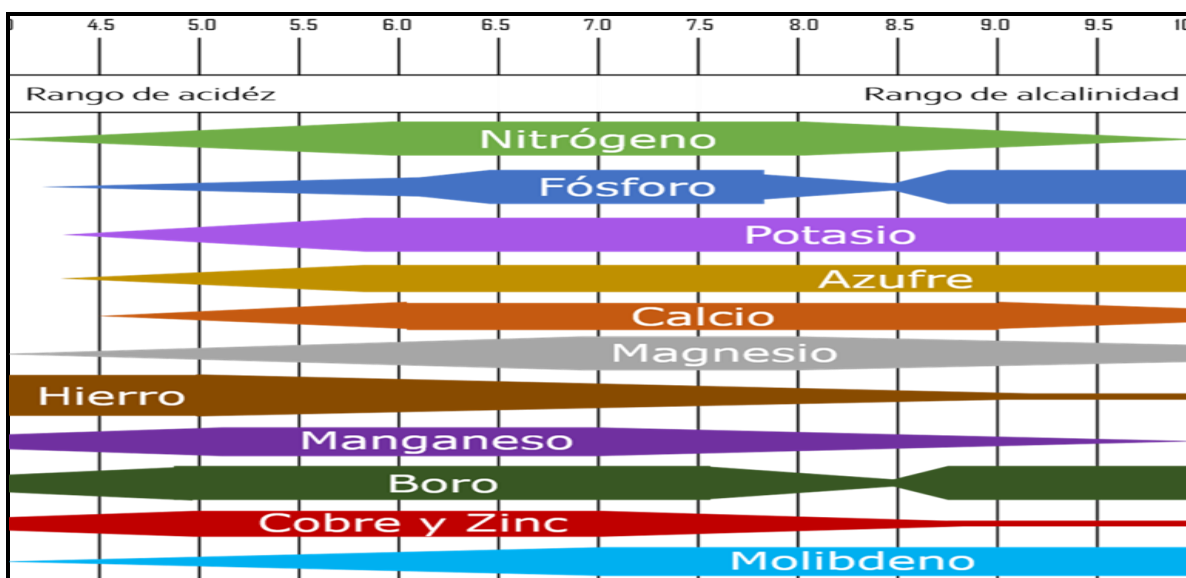 4.5 5.0 5.5 6.0 6.5 7.0 7.5 8.0 8.5 9.0 9.5
Rango de acidéz Rango de alcalinidad
Nitrógeno
Fósforo
Potasio
Azufre
Calcio
Magnesio
Hierro
Manganeso
Boro
Cobre y Zinc
Molibdeno